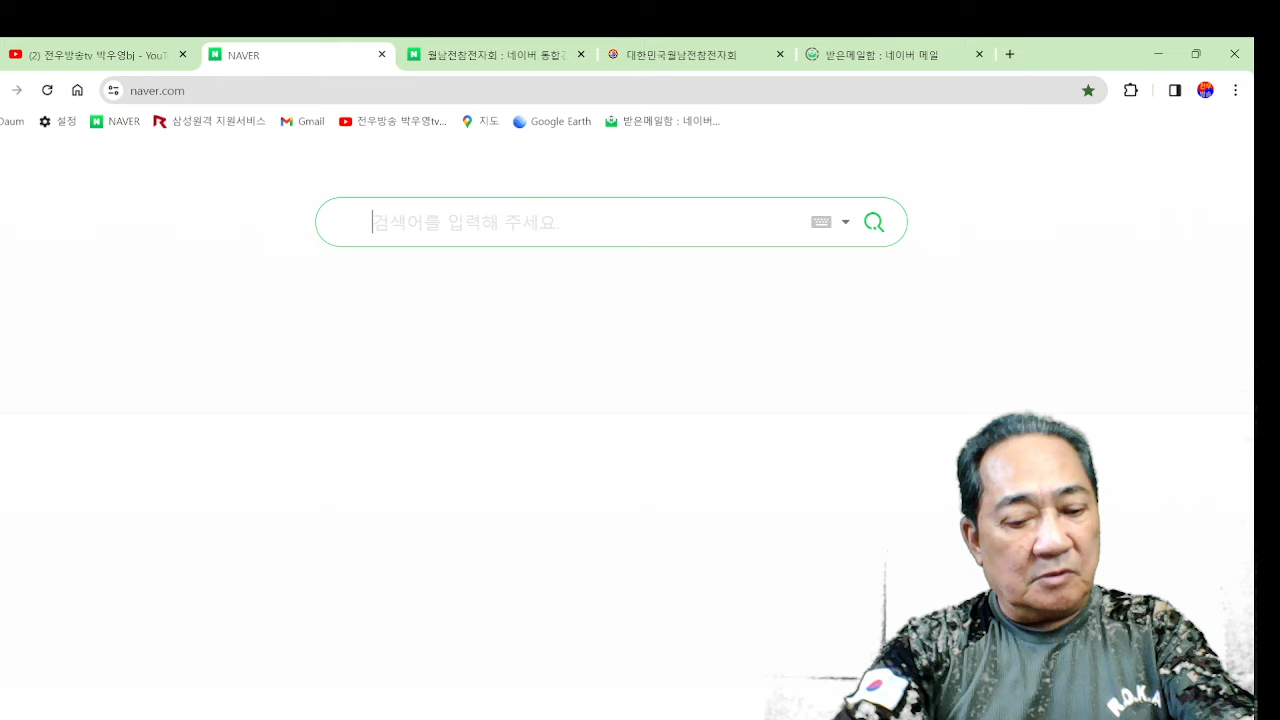 (2) 전우방송tv 박우영bj - YouT
NAVER
월남전참전자회 : 네이버 통합검
대한민국월남전참전자회
받은메일함 : 네이버 메일
naver.com
Daum
설정
NAVER
삼성원격 지원서비스
Gmail
전우방송 박우영tv...
지도
Google Earth
받은메일함 : 네이버...
검색어를 입력해 주세요.
R.O.K.A